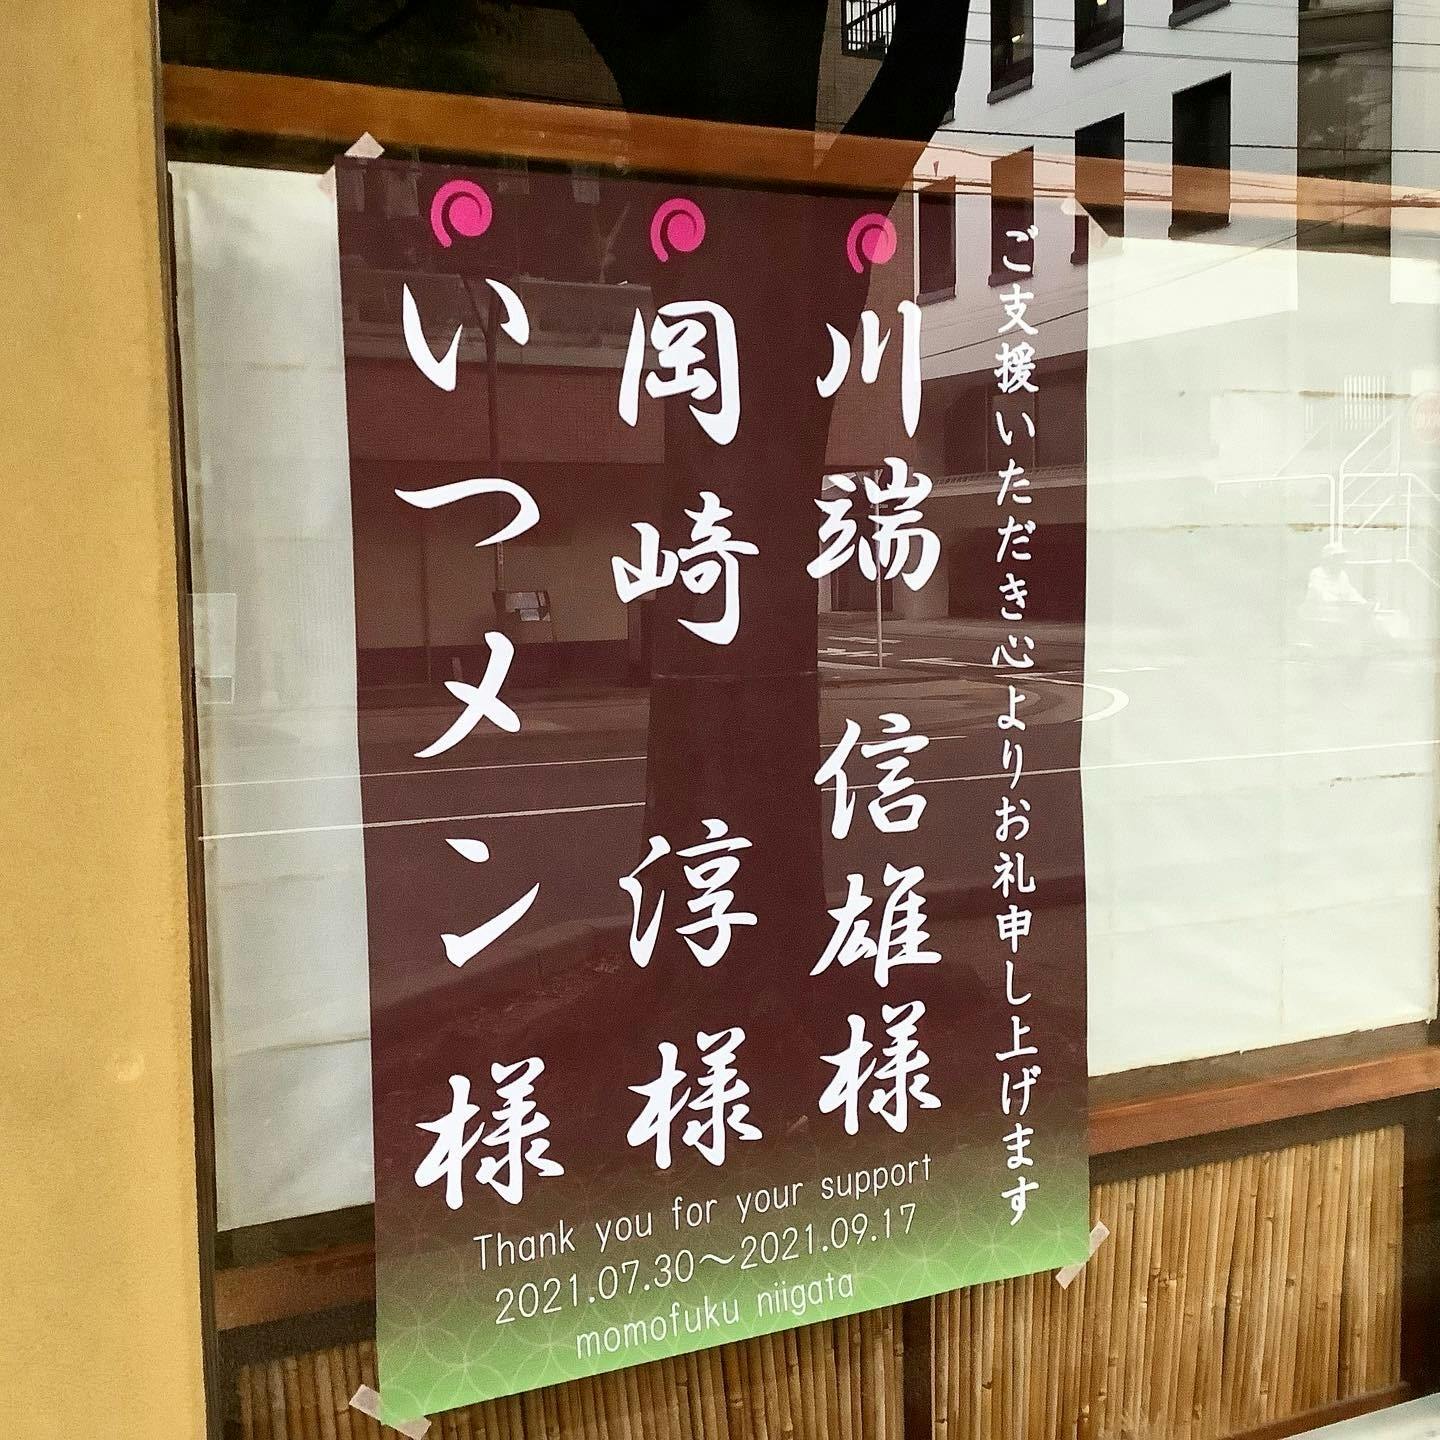 ご支援いただき心よりお礼申し上げます
川端 信雄様
岡崎 淳様
いつメン様
Thank you for your support
2021.07.30～2021.09.17
momofuku niigata